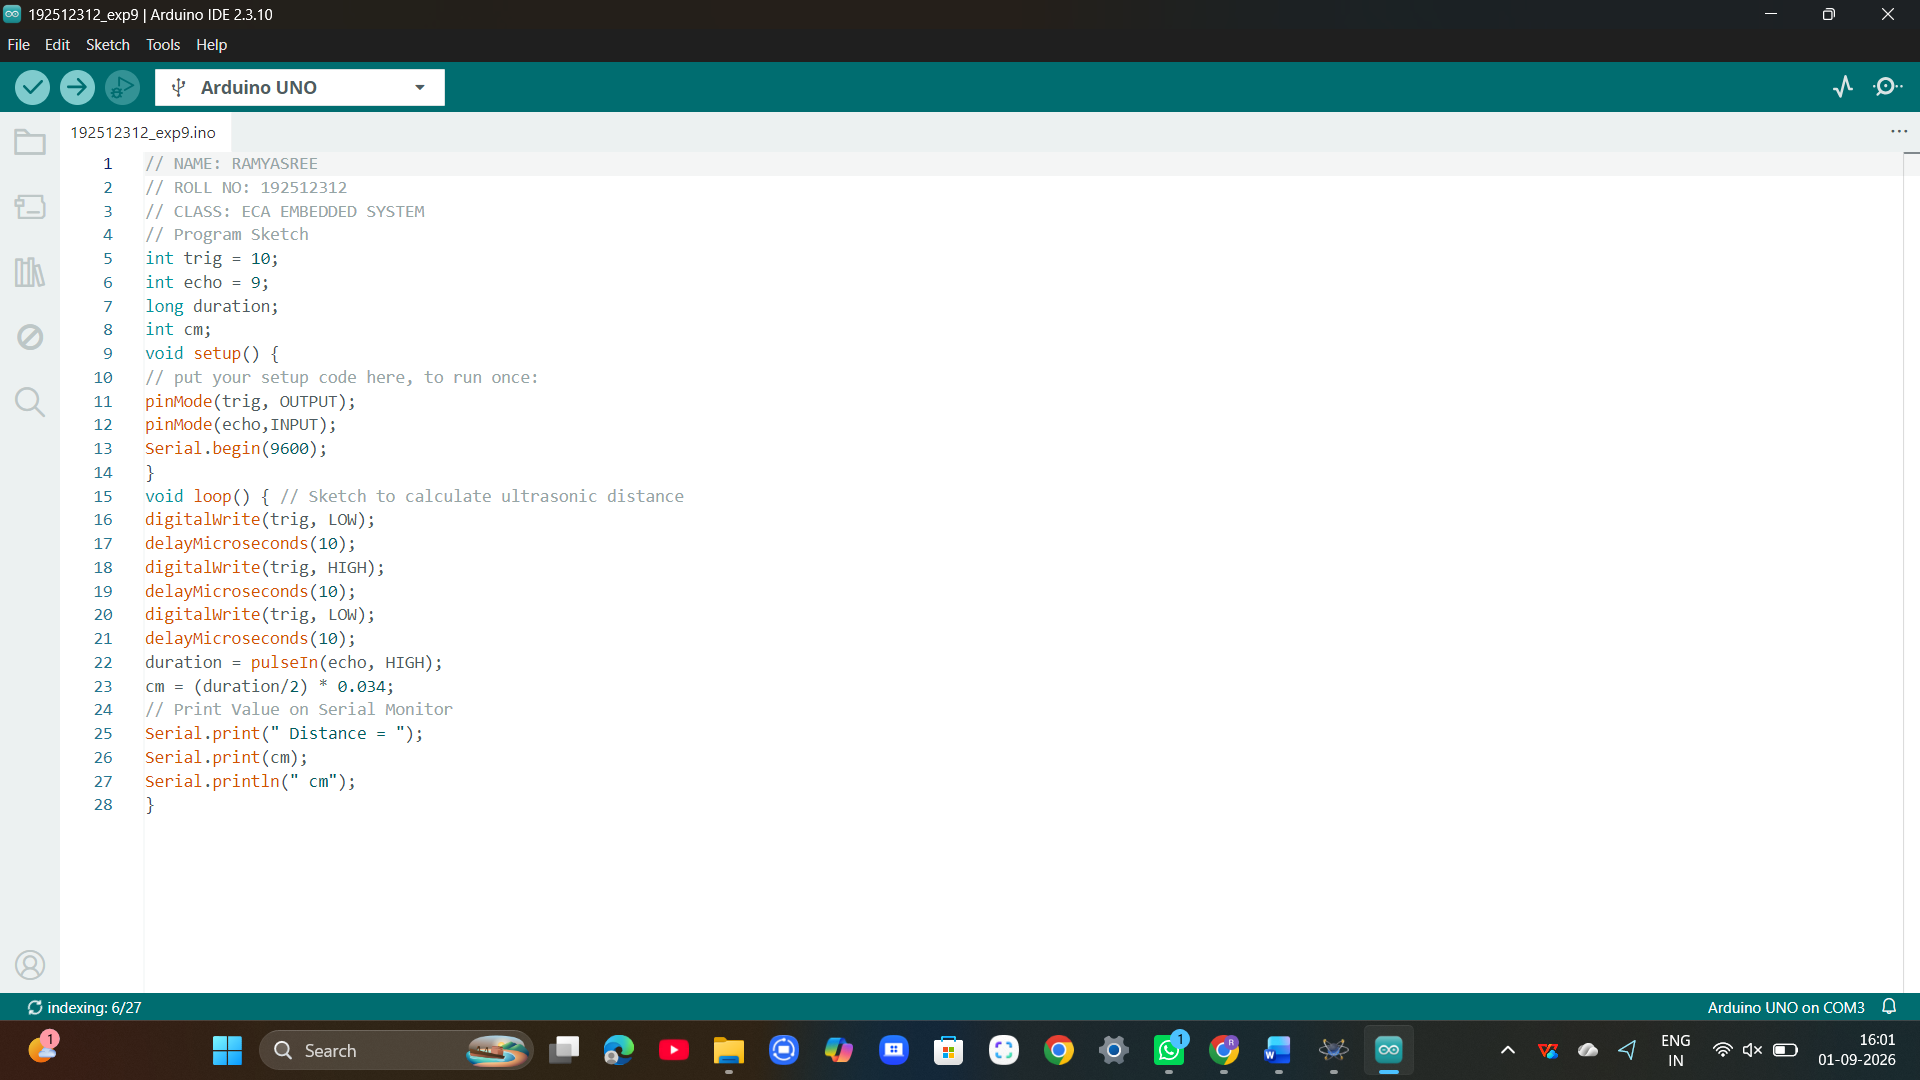 192512312_exp9 | Arduino IDE 2.3.10
File Edit Sketch Tools Help
Arduino UNO
192512312_exp9.ino
1 // NAME: RAMYASREE
2 // ROLL NO: 192512312
3 // CLASS: ECA EMBEDDED SYSTEM
4 // Program Sketch
5 int trig = 10;
6 int echo = 9;
7 long duration;
8 int cm;
9 void setup() {
10 // put your setup code here, to run once:
11 pinMode(trig, OUTPUT);
12 pinMode(echo,INPUT);
13 Serial.begin(9600);
14 }
15 void loop() { // Sketch to calculate ultrasonic distance
16 digitalWrite(trig, LOW);
17 delayMicroseconds(10);
18 digitalWrite(trig, HIGH);
19 delayMicroseconds(10);
20 digitalWrite(trig, LOW);
21 delayMicroseconds(10);
22 duration = pulseIn(echo, HIGH);
23 cm = (duration/2) * 0.034;
24 // Print Value on Serial Monitor
25 Serial.print(" Distance = ");
26 Serial.print(cm);
27 Serial.println(" cm");
28 }
indexing: 6/27
Arduino UNO on COM3
1
Search
1
R
W
ENG
IN
16:01
01-09-2026